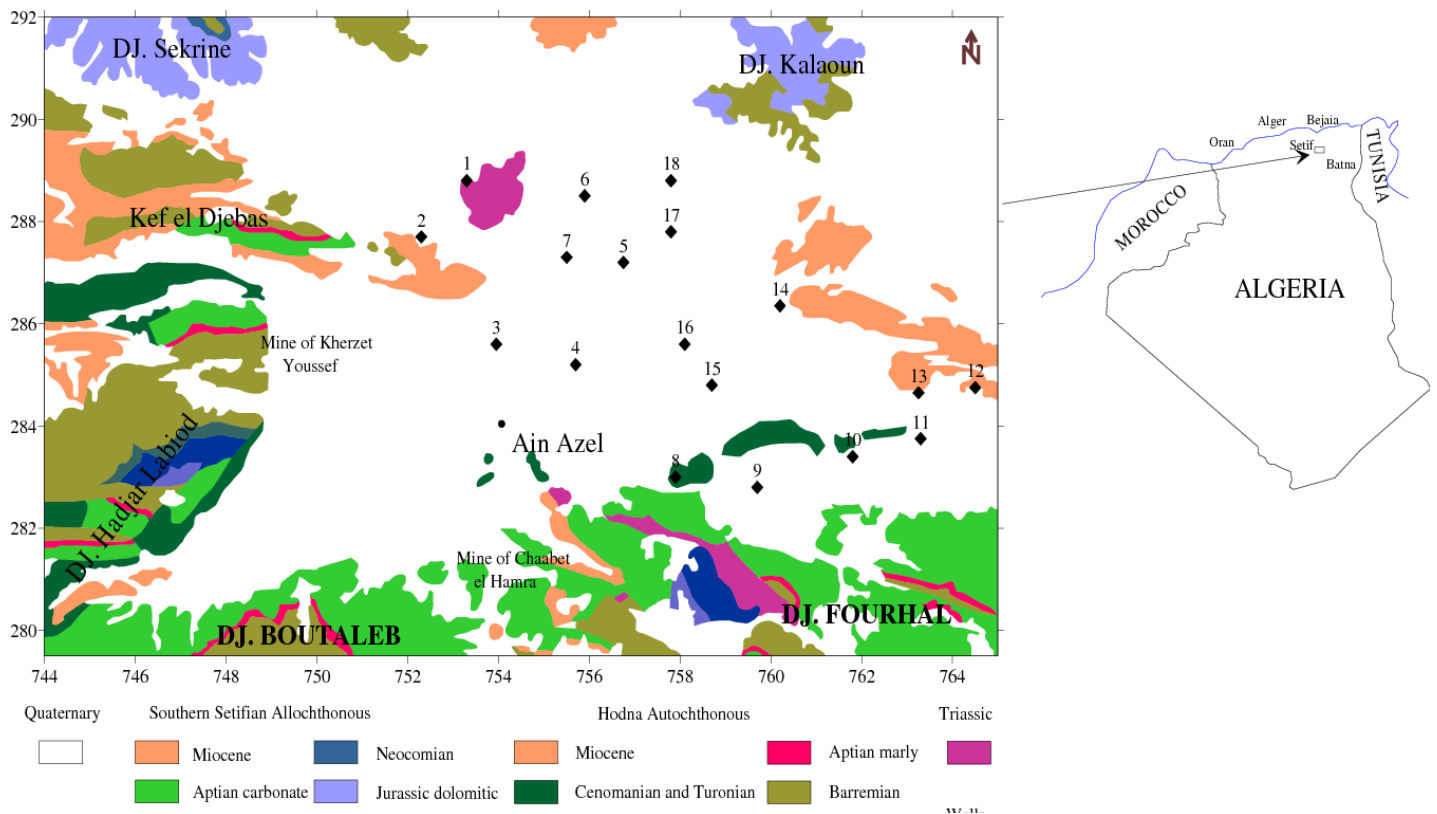 292
DJ. Sekrine
DJ. Kalaoun
N
290
1
6
18
288
Kef el Djebas
2
7
5
17
14
286
Mine of Kherzet
Youssef
3
4
16
15
13
12
284
DJ. Hadjar Labiod
Ain Azel
8
9
10
11
282
Mine of Chaabet
el Hamra
280
DJ. BOUTALEB
DJ. FOURHAL
744
746
748
750
752
754
756
758
760
762
764
Oran
Alger
Bejaia
Setif
Batna
TUNISIA
MOROCCO
ALGERIA
Quaternary
Southern Setifian Allochthonous
Hodna Autochthonous
Triassic
Miocene
Neocomian
Miocene
Aptian marly
Aptian carbonate
Jurassic dolomitic
Cenomanian and Turonian
Barremian